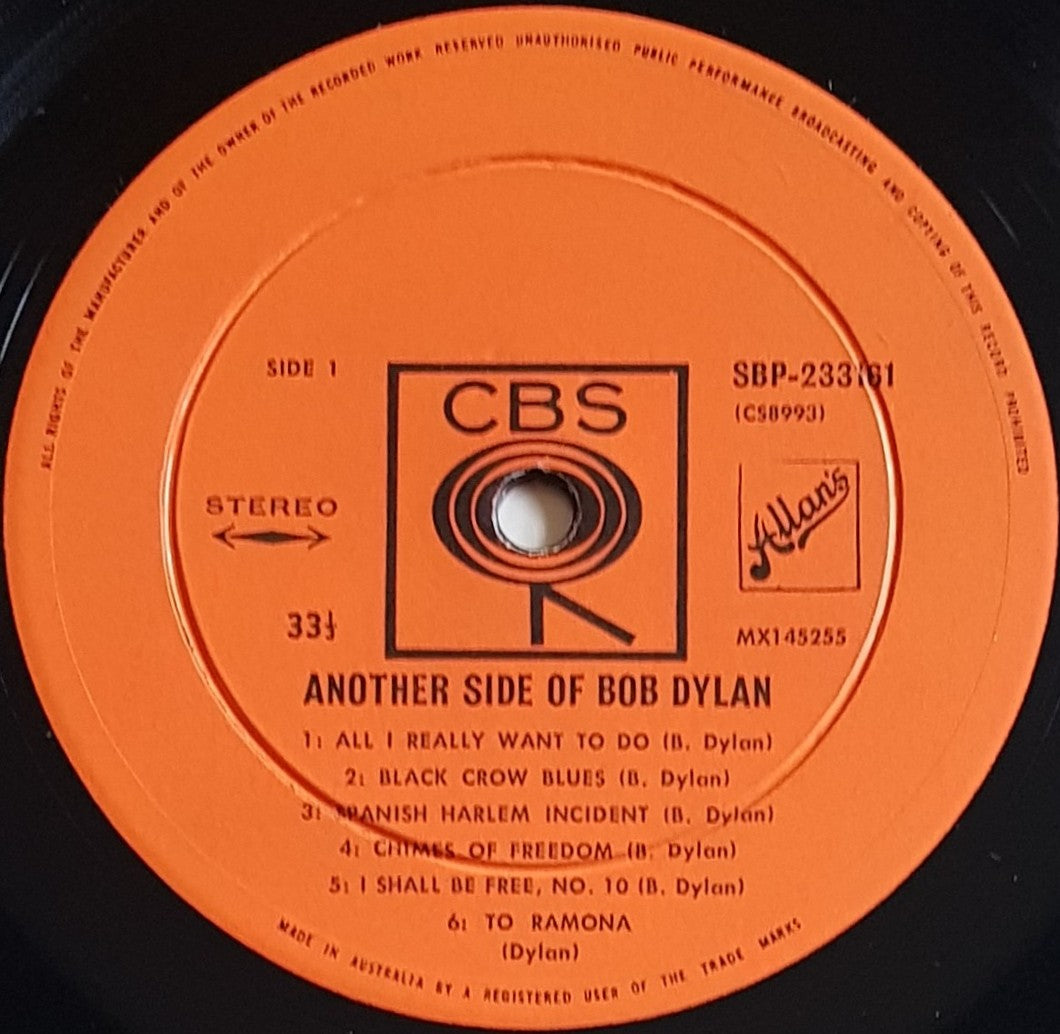 ALL RIGHTS OF THE MANUFACTURER AND OF THE OWNER OF THE RECORDED WORK RESERVED UNAUTHORISED PUBLIC PERFORMANCE BROADCASTING AND COPYING OF THIS RECORD PROHIBITED
SIDE 1
CBS
SBP-233161
(CS8993)
STEREO
Allan's
33⅓
MX145255
ANOTHER SIDE OF BOB DYLAN
1: ALL I REALLY WANT TO DO (B. Dylan)
2: BLACK CROW BLUES (B. Dylan)
3: SPANISH HARLEM INCIDENT (B. Dylan)
4: CHIMES OF FREEDOM (B. Dylan)
5: I SHALL BE FREE, NO. 10 (B. Dylan)
6: TO RAMONA
(Dylan)
MADE IN AUSTRALIA BY A REGISTERED USER OF THE TRADE MARKS